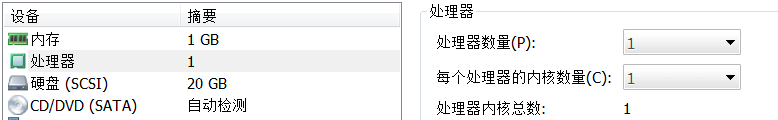 设备 摘要
内存 1 GB
处理器 1
硬盘 (SCSI) 20 GB
CD/DVD (SATA) 自动检测
处理器
处理器数量(P): 1
每个处理器的内核数量(C): 1
处理器内核总数: 1